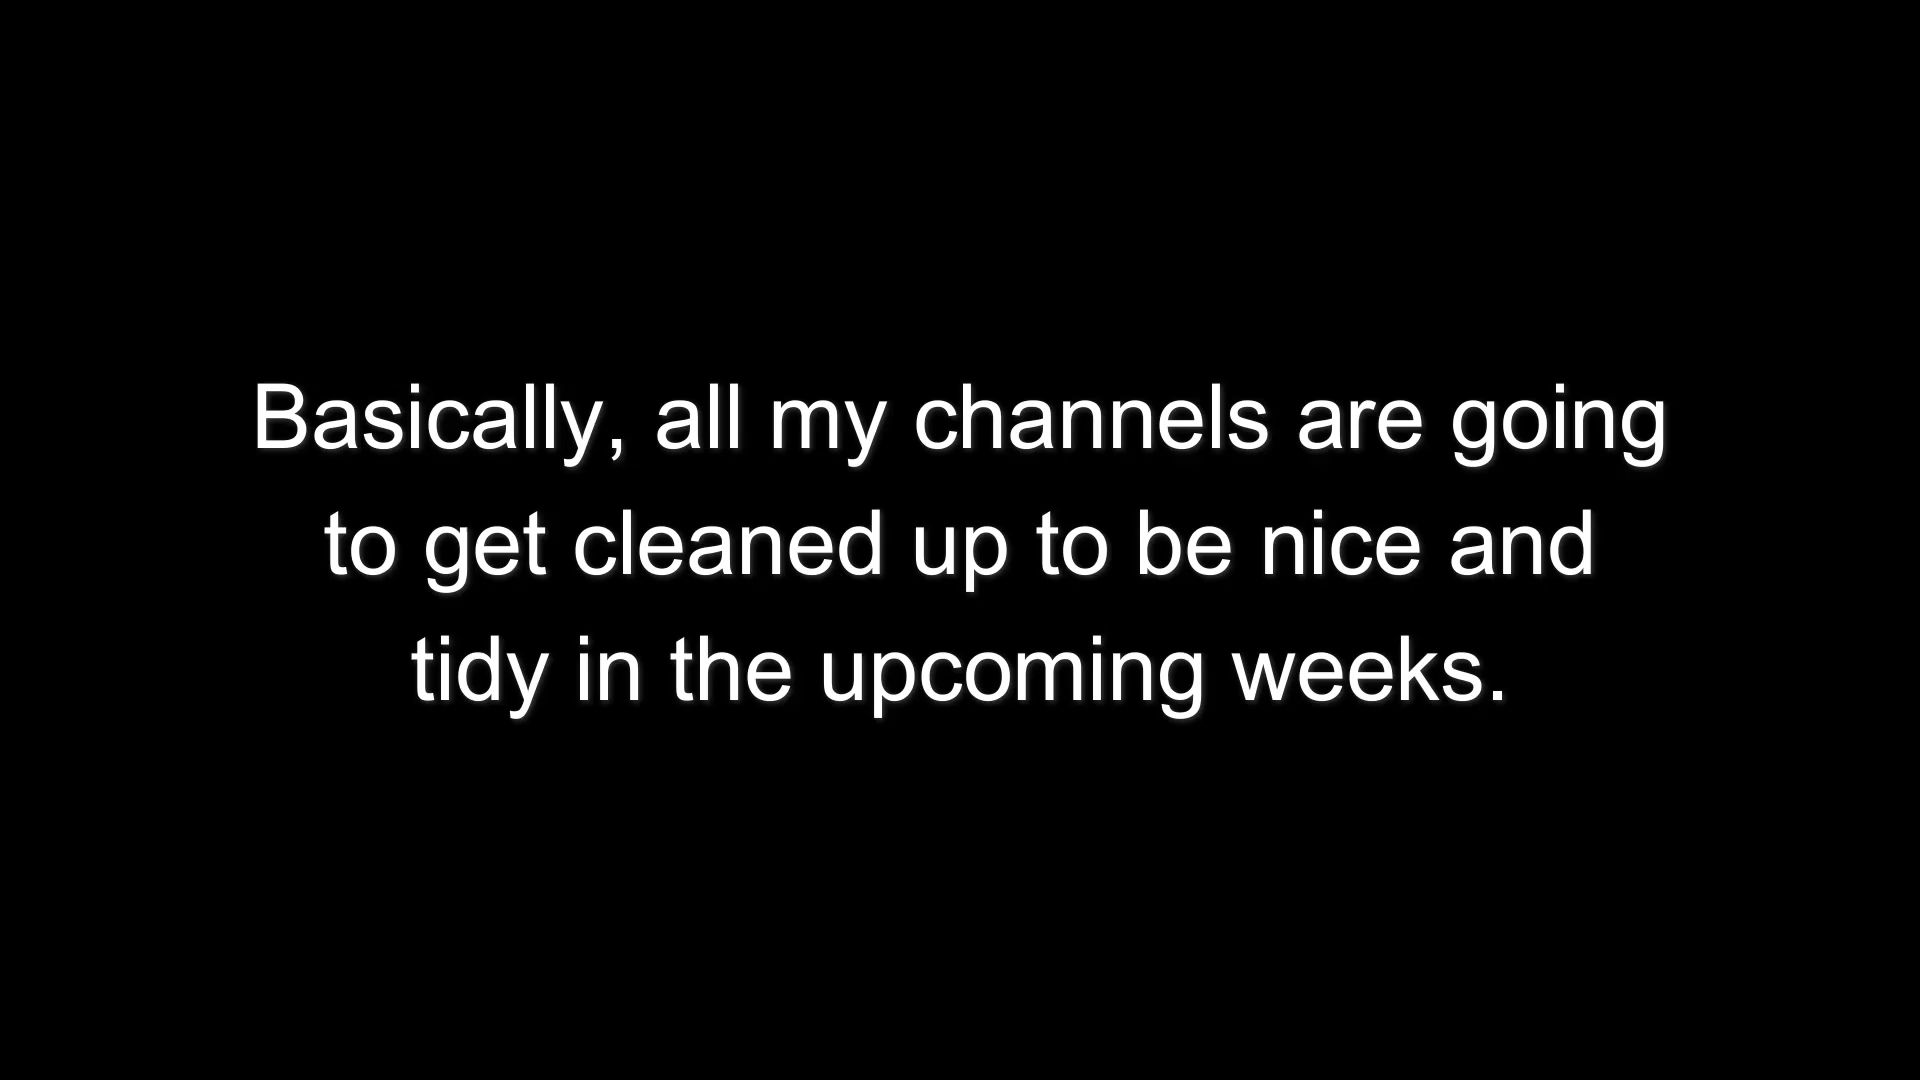 Basically, all my channels are going
to get cleaned up to be nice and
tidy in the upcoming weeks.